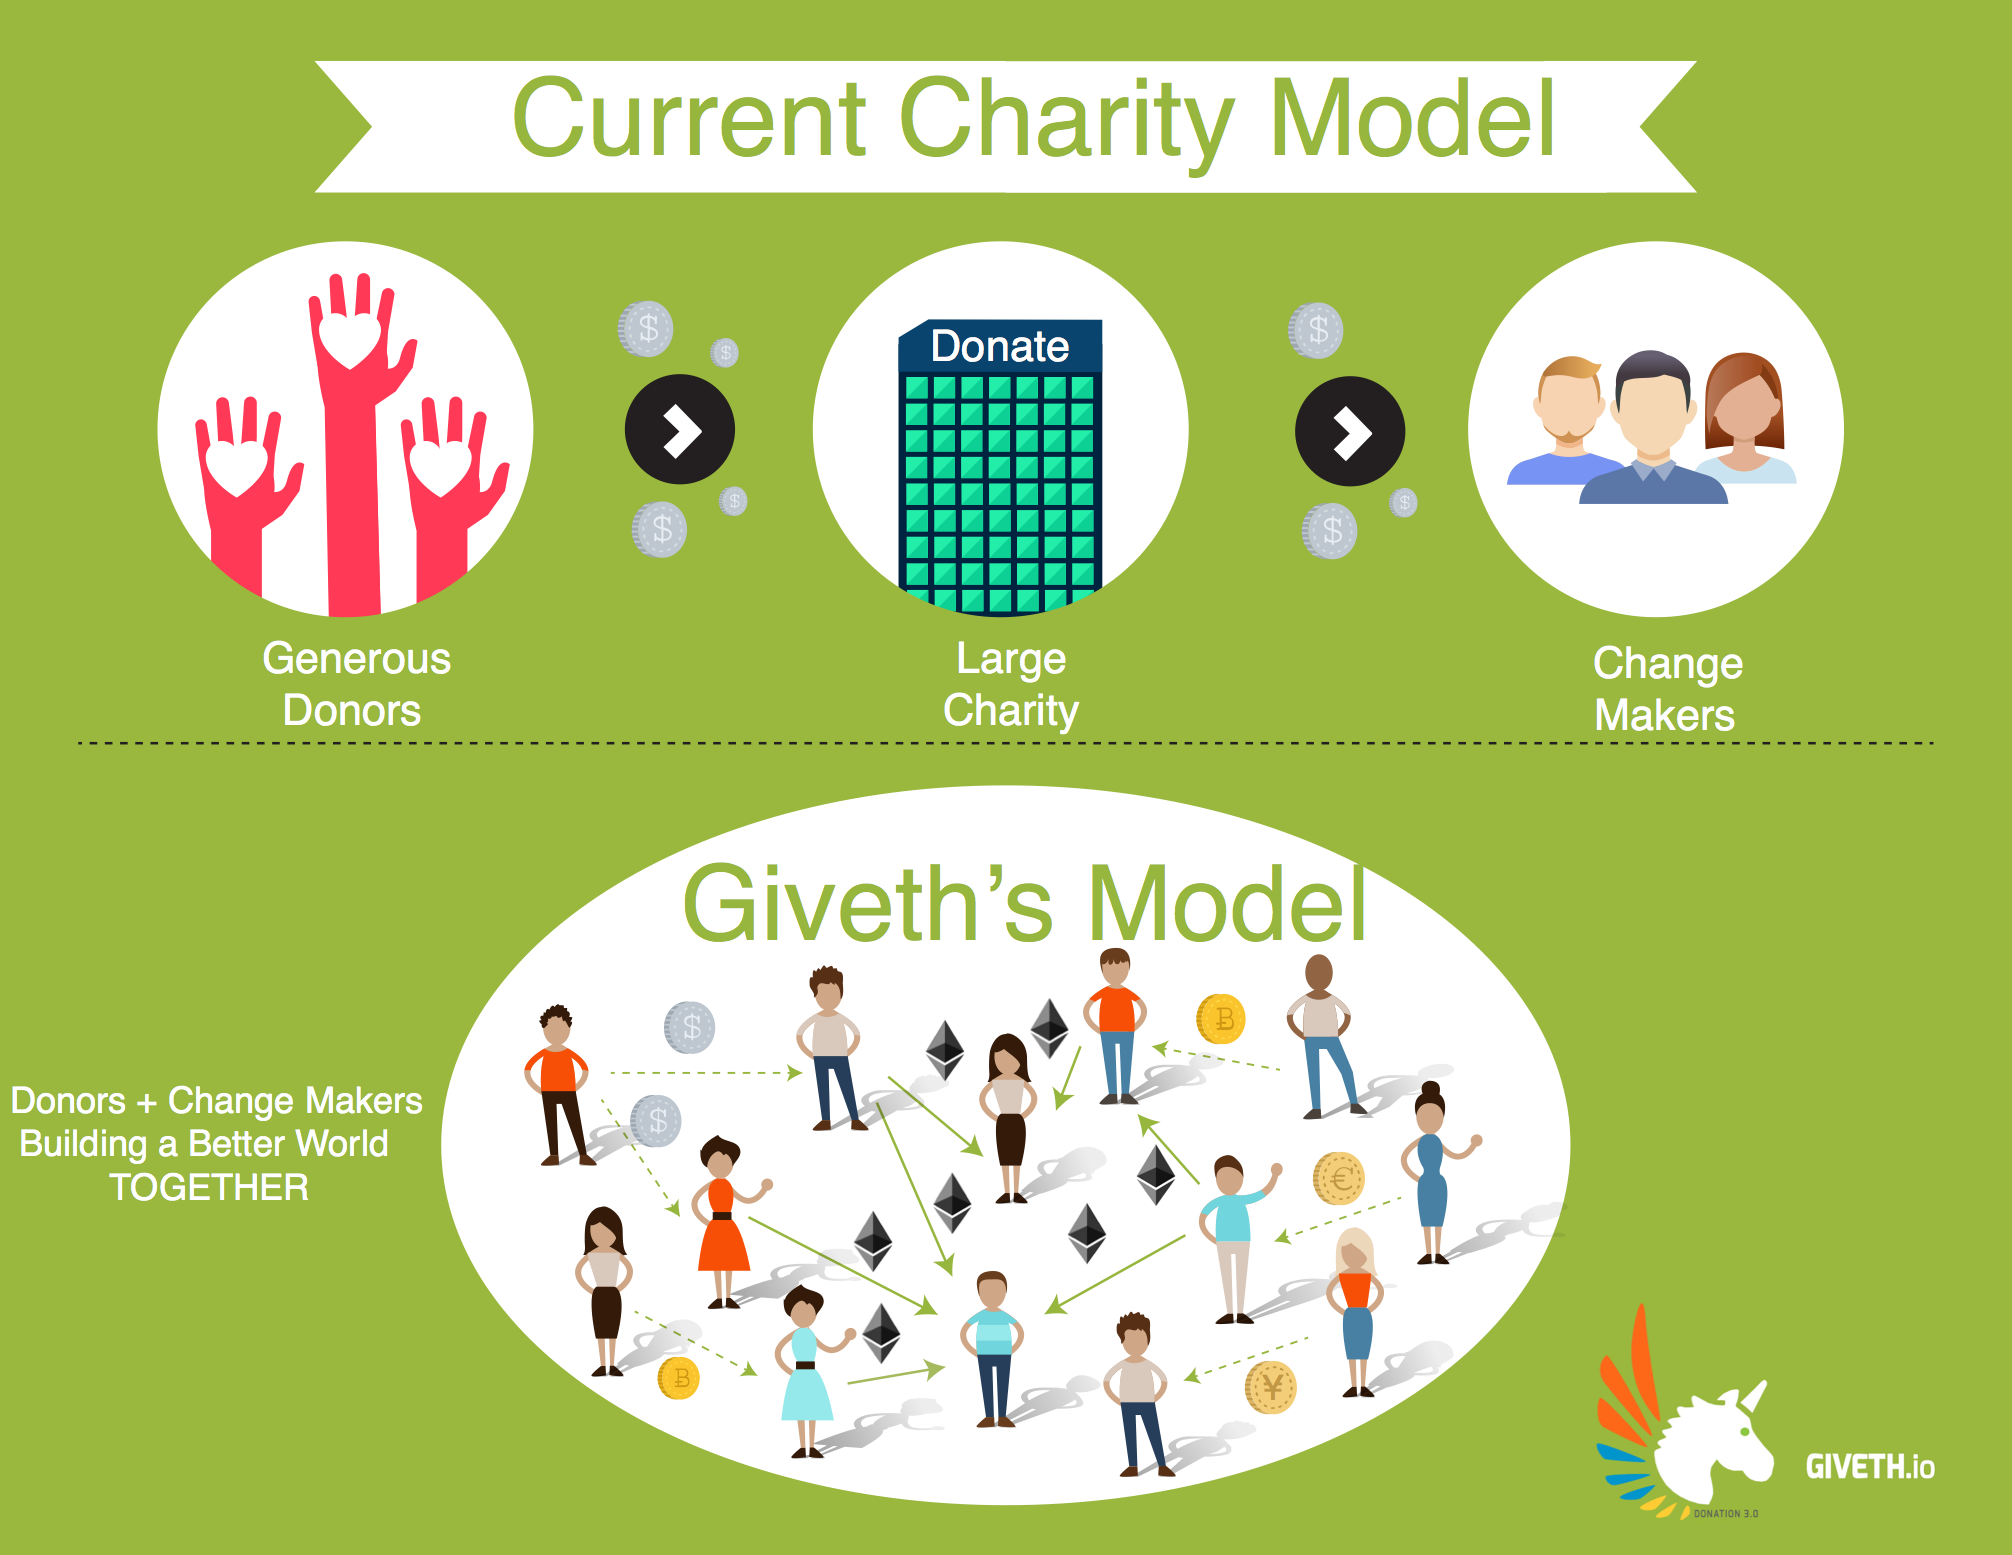 Current Charity Model
$
$
$
$
$
$
$
Donate
Generous
Donors
Large
Charity
Change
Makers
Giveth's Model
$
$
Ƀ
€
Ƀ
¥
Donors + Change Makers
Building a Better World
TOGETHER
GIVETH.io
DONATION 3.0